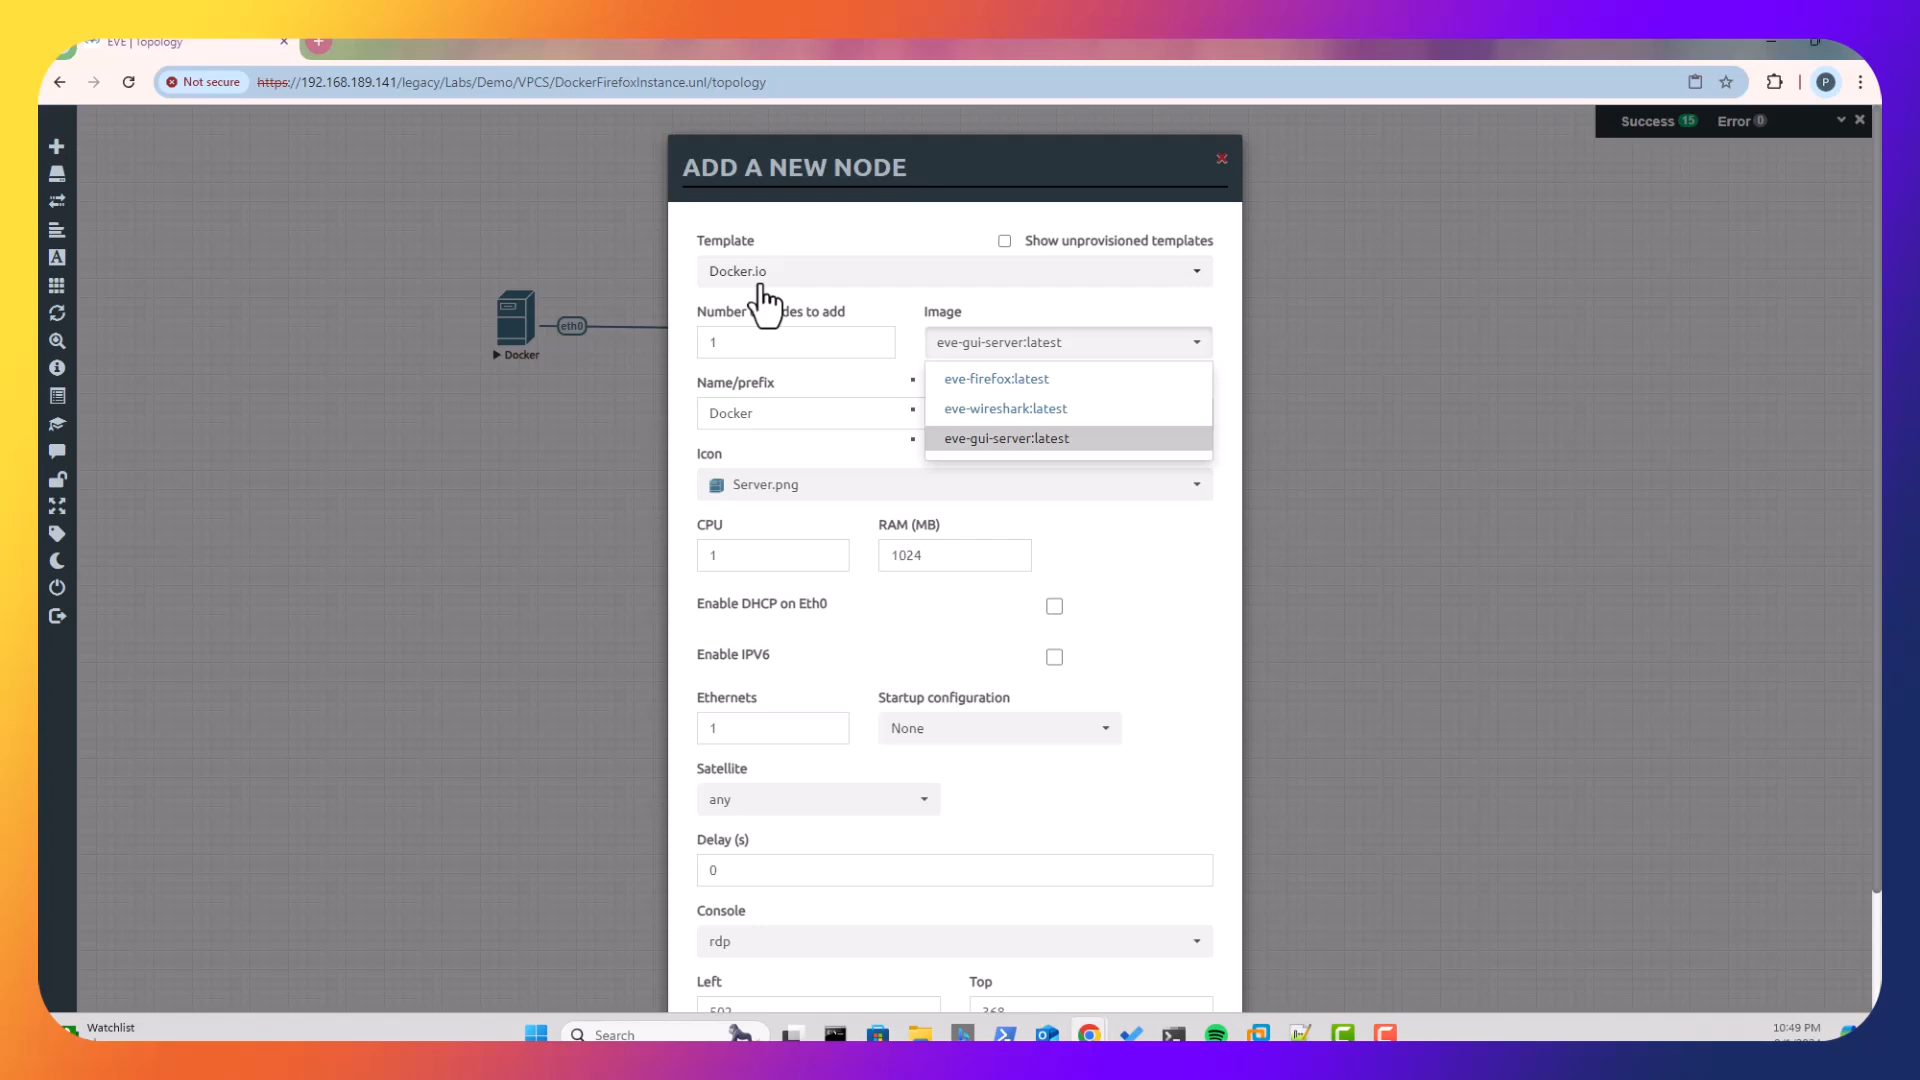 EVE | Topology
Not secure
https://192.168.189.141/legacy/Labs/Demo/VPCS/DockerFirefoxInstance.unl/topology
P
Success 15 Error 0
ADD A NEW NODE
Template
Show unprovisioned templates
Docker.io
Number des to add
Image
1
eve-gui-server:latest
eve-firefox:latest
eve-wireshark:latest
eve-gui-server:latest
Name/prefix
Docker
Icon
Server.png
CPU
RAM (MB)
1
1024
Enable DHCP on Eth0
Enable IPV6
Ethernets
Startup configuration
1
None
Satellite
any
Delay (s)
0
Console
rdp
Left
Top
eth0
Docker
Watchlist
Search
10:49 PM